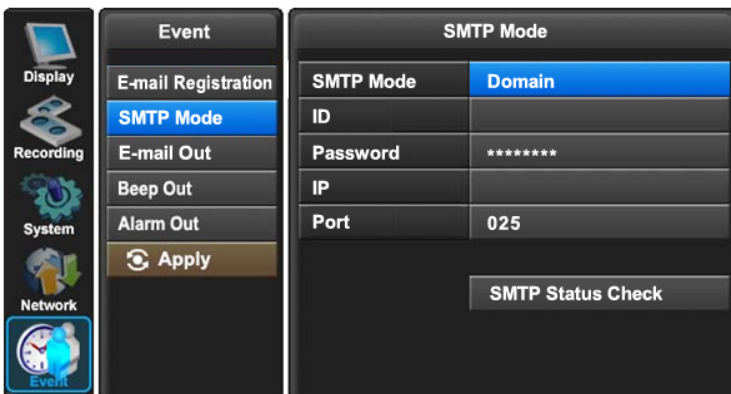 Display
Recording
System
Network
Event
Event
E-mail Registration
SMTP Mode
E-mail Out
Beep Out
Alarm Out
Apply
SMTP Mode
SMTP Mode Domain
ID
Password ********
IP
Port 025
SMTP Status Check